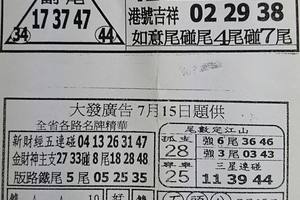 17 37 47
34 44
港號吉祥 02 29 38
如意尾碰尾4尾碰7尾
大發廣告7月15日題供
全省各路名牌精華
新財經五連碰 04 13 26 31 47
金財神主支 27 33碰8尾 18 28 48
版路鐵尾5尾 05 25 35
孤支 28
尾數定江山
強6尾 36 46
強3尾 03 43
聯車 25
三星連碰
11 39 44